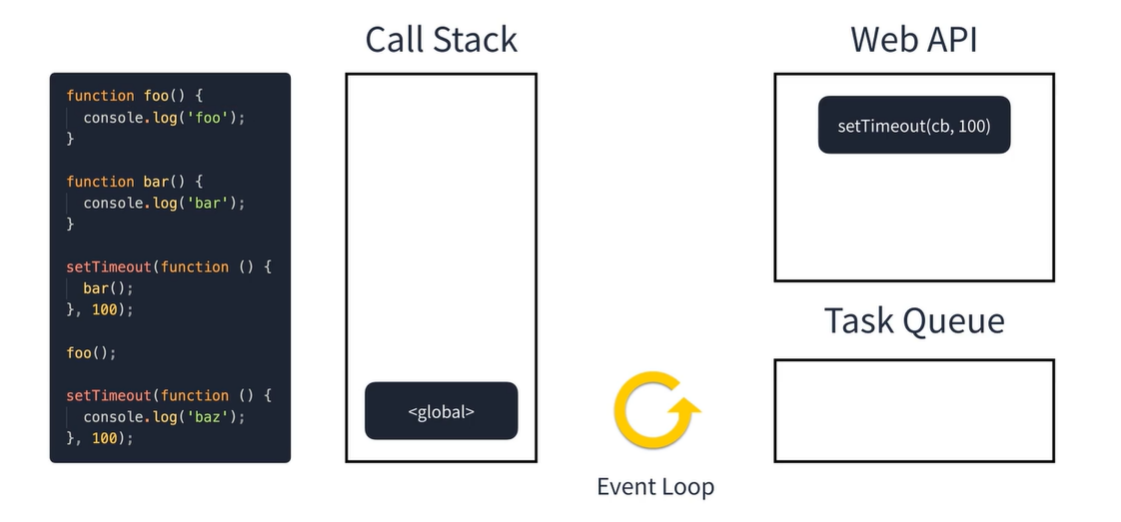 Call Stack
Web API
function foo() {
  console.log('foo');
}
function bar() {
  console.log('bar');
}
setTimeout(function () {
  bar();
}, 100);
foo();
setTimeout(function () {
  console.log('baz');
}, 100);
<global>
setTimeout(cb, 100)
Task Queue
Event Loop